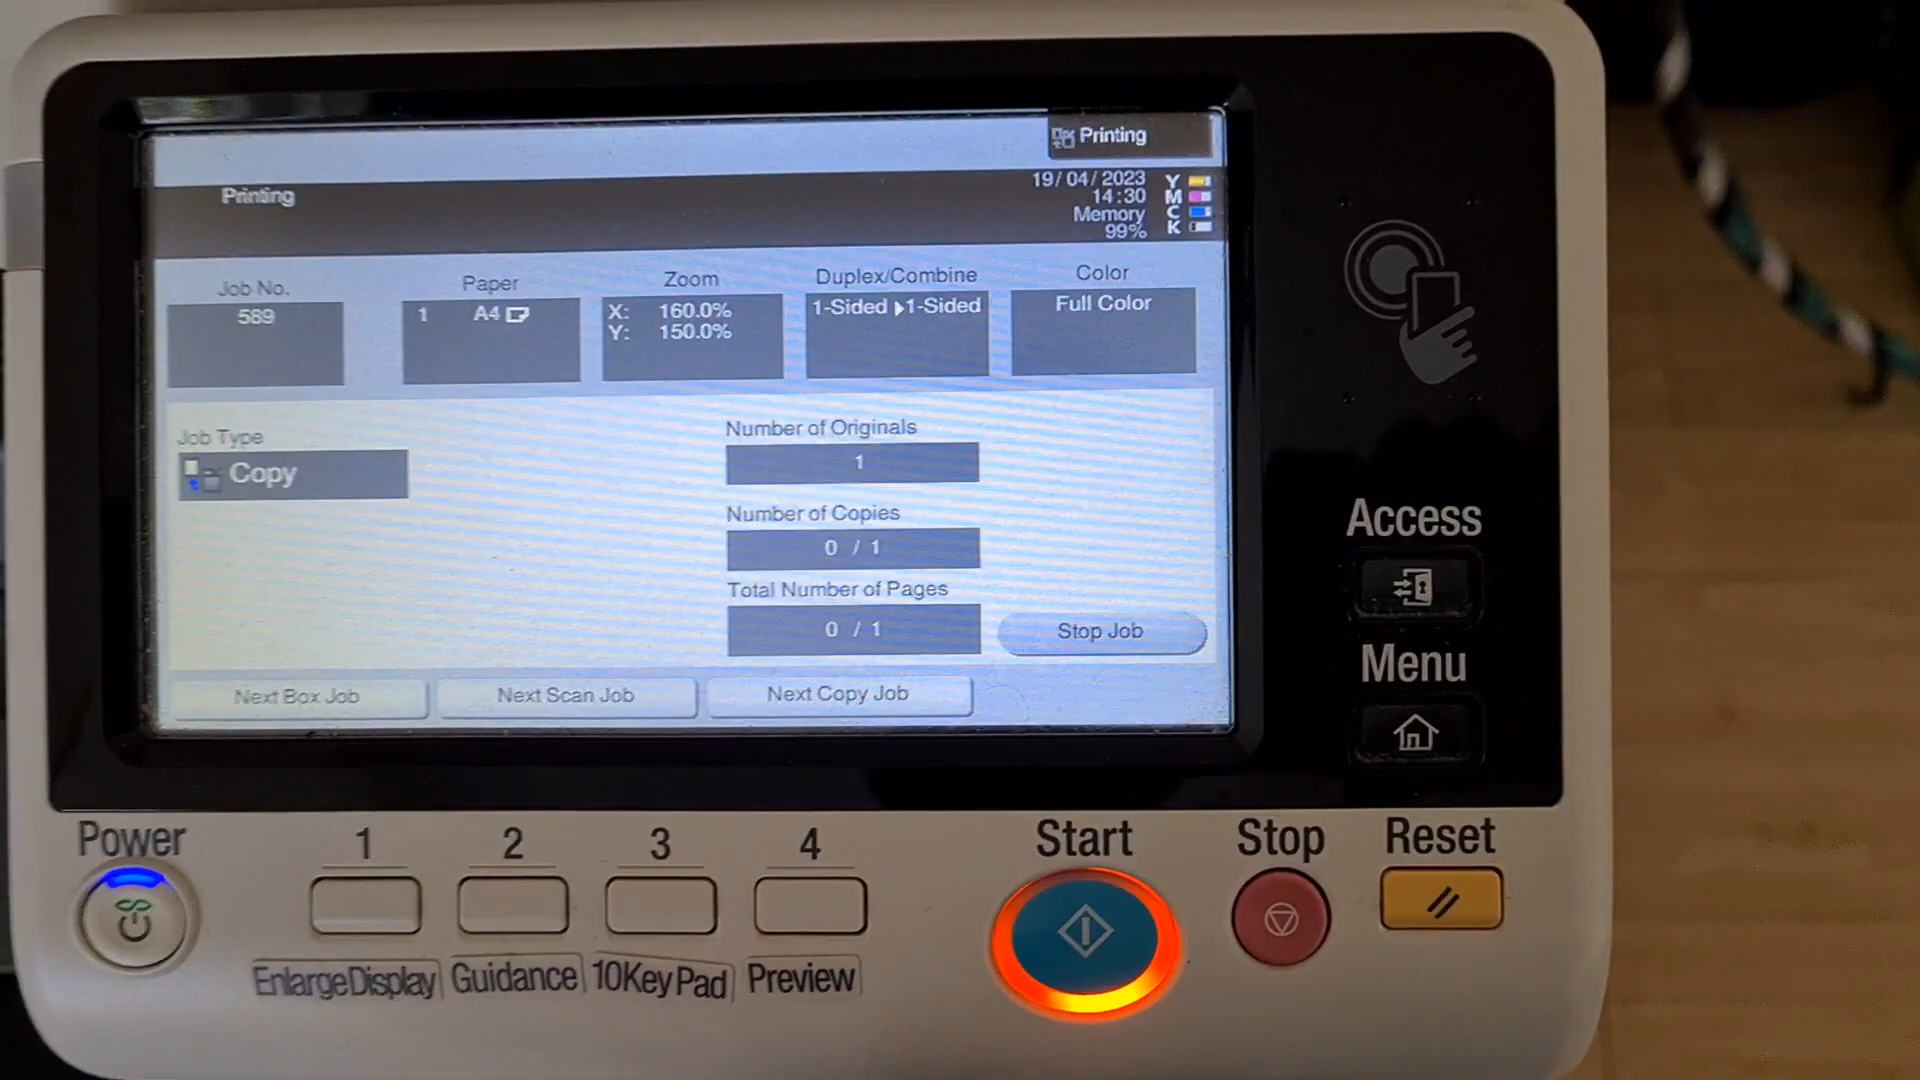 Printing
Printing
19/04/2023
14:30
Memory
99%
Y
M
C
K
Job No.
589
Paper
1 A4
Zoom
X: 160.0%
Y: 150.0%
Duplex/Combine
1-Sided ▶1-Sided
Color
Full Color
Job Type
Copy
Number of Originals
1
Number of Copies
0 / 1
Total Number of Pages
0 / 1
Stop Job
Next Box Job
Next Scan Job
Next Copy Job
Access
Menu
Power
1
2
3
4
Start
Stop
Reset
Enlarge Display
Guidance
10 Key Pad
Preview